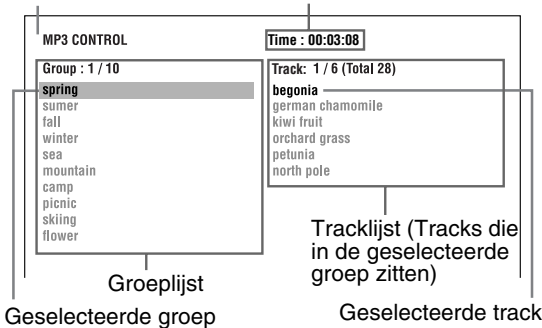 MP3 CONTROL
Time : 00:03:08
Group : 1 / 10
spring
sumer
fall
winter
sea
mountain
camp
picnic
skiing
flower
Track: 1 / 6 (Total 28)
begonia
german chamomile
kiwi fruit
orchard grass
petunia
north pole
Tracklijst (Tracks die
in de geselecteerde
groep zitten)
Groeplijst
Geselecteerde groep
Geselecteerde track